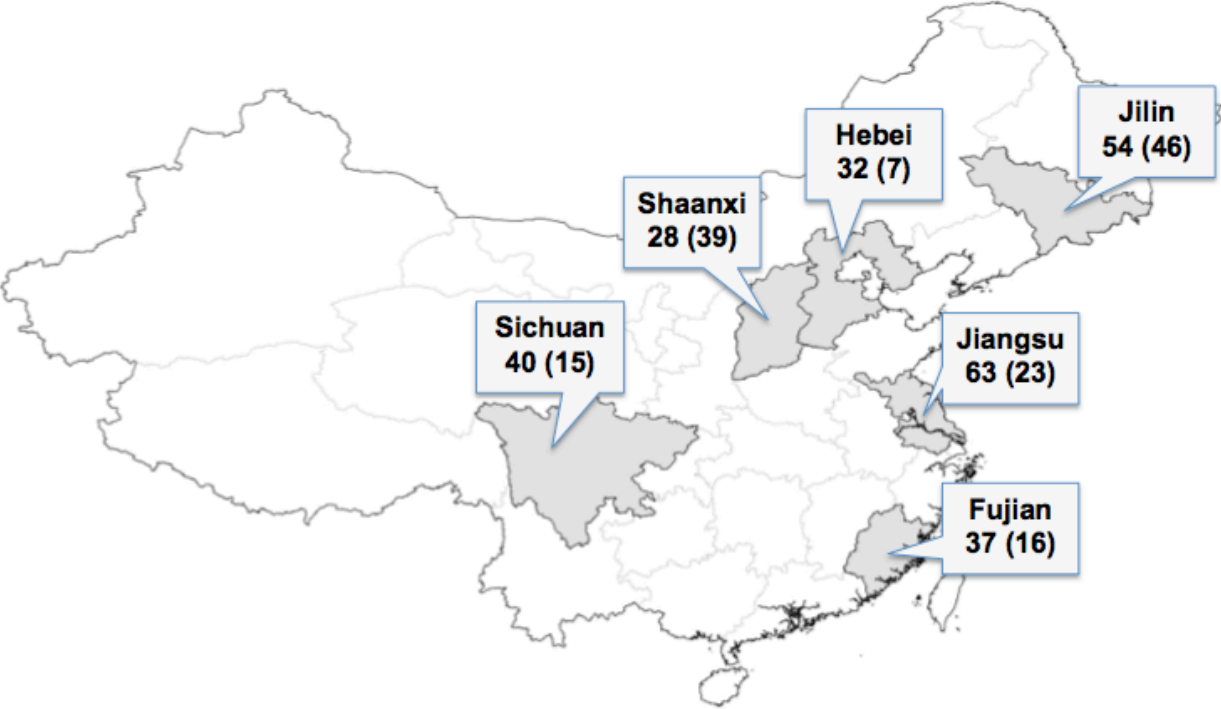 Jilin
54 (46)
Hebei
32 (7)
Shaanxi
28 (39)
Sichuan
40 (15)
Jiangsu
63 (23)
Fujian
37 (16)